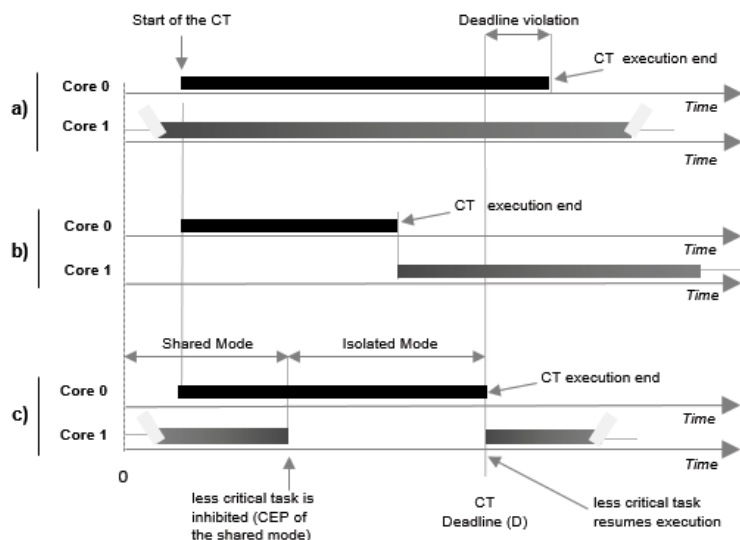 Start of the CT
Deadline violation
CT execution end
Core 0
a)
Time
Core 1
Time
CT execution end
Core 0
b)
Time
Core 1
Time
Shared Mode
Isolated Mode
CT execution end
Core 0
c)
Time
Core 1
Time
0
less critical task is
inhibited (CEP of
the shared mode)
CT
Deadline (D)
less critical task
resumes execution